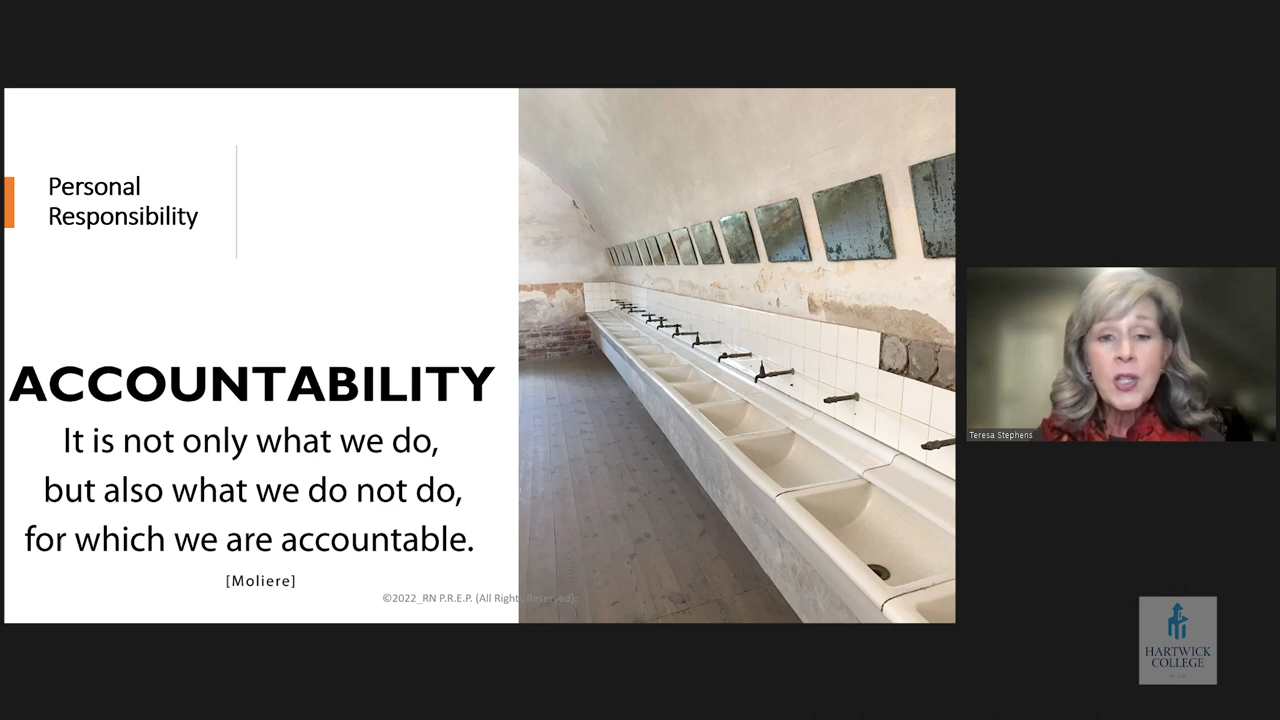 Personal
Responsibility
ACCOUNTABILITY
It is not only what we do,
but also what we do not do,
for which we are accountable.
[Moliere]
©2022_RN P.R.E.P. (All Rights Reserved);
Teresa Stephens
HARTWICK
COLLEGE